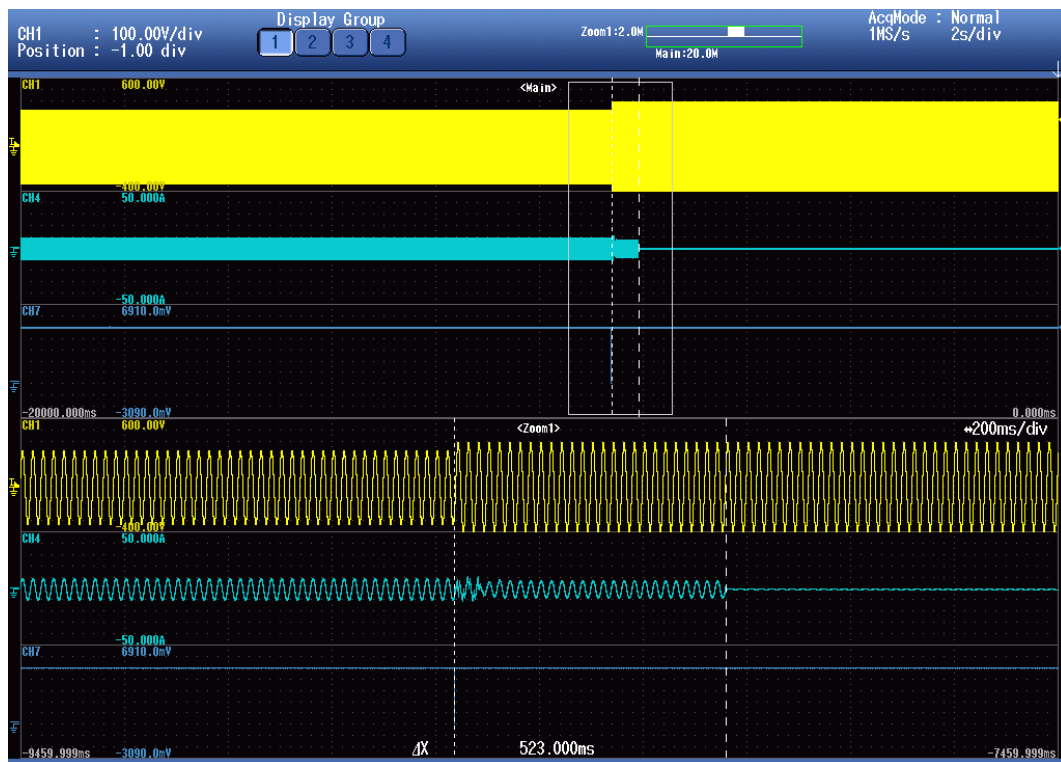 Display Group
CH1 : 100.00V/div
Position : -1.00 div
1 2 3 4
Zoom1:2.0M
Main:20.0M
AcqMode : Normal
1MS/s 2s/div
CH1 600.00V
<Main>
-400.00V
CH4 50.000A
-50.000A
CH7 6910.0mV
-20000.000ms -3090.0mV 0.000ms
CH1 600.00V <Zoom1> 200ms/div
-400.00V
CH4 50.000A
-50.000A
CH7 6910.0mV
-9459.999ms -3090.0mV ΔX 523.000ms -7459.999ms